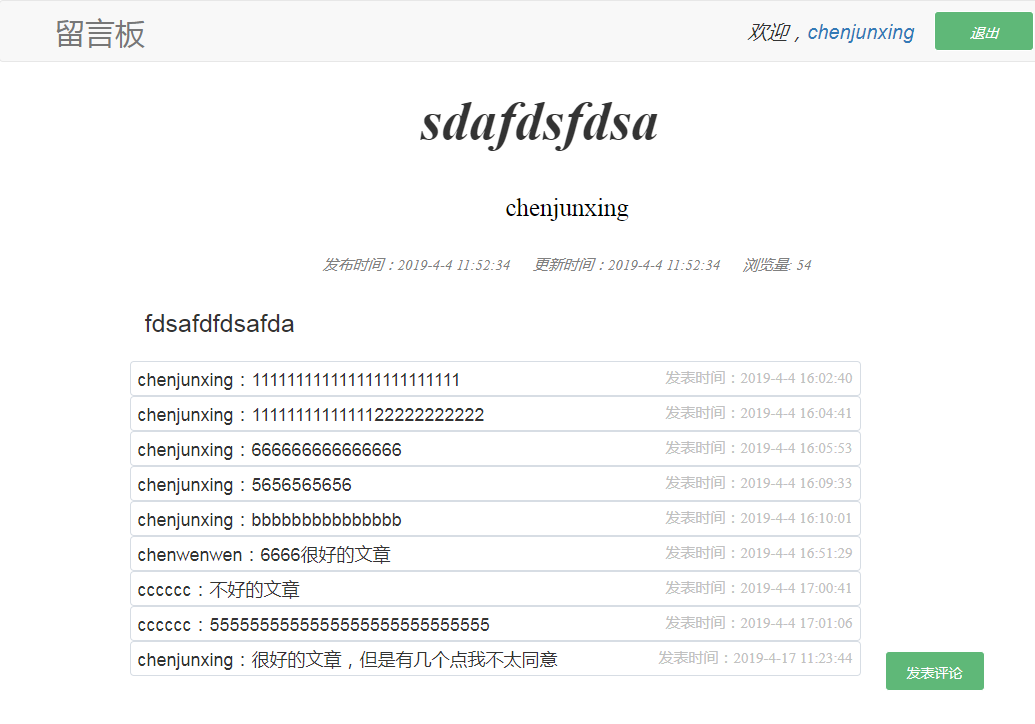 留言板 欢迎，chenjunxing 退出
sdafdsfdsa
chenjunxing
发布时间：2019-4-4 11:52:34 更新时间：2019-4-4 11:52:34 浏览量: 54
fdsafdfdsafda
chenjunxing：111111111111111111111111 发表时间：2019-4-4 16:02:40
chenjunxing：1111111111111122222222222 发表时间：2019-4-4 16:04:41
chenjunxing：666666666666666 发表时间：2019-4-4 16:05:53
chenjunxing：5656565656 发表时间：2019-4-4 16:09:33
chenjunxing：bbbbbbbbbbbbbbb 发表时间：2019-4-4 16:10:01
chenwenwen：6666很好的文章 发表时间：2019-4-4 16:51:29
cccccc：不好的文章 发表时间：2019-4-4 17:00:41
cccccc：5555555555555555555555555555 发表时间：2019-4-4 17:01:06
chenjunxing：很好的文章，但是有几个点我不太同意 发表时间：2019-4-17 11:23:44
发表评论